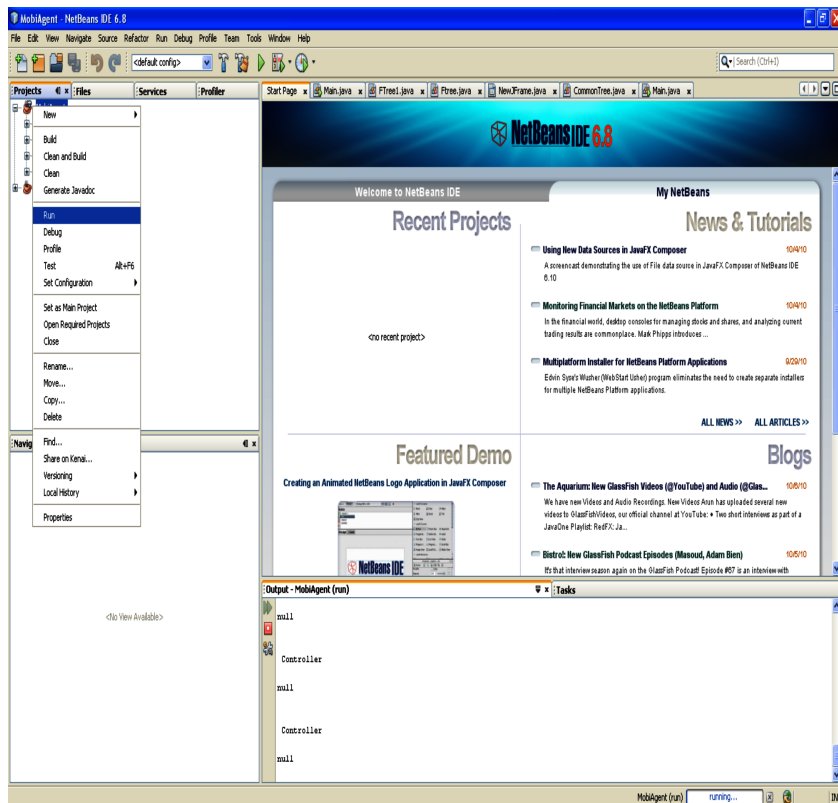 MobiAgent - NetBeans IDE 6.8
File Edit View Navigate Source Refactor Run Debug Profile Team Tools Window Help
<default config>
Search (Ctrl+I)
Projects Files Services Profiler
Start Page Main.java FTree1.java Ftree.java NewJFrame.java CommonTree.java Main.java
New
Build
Clean and Build
Clean
Generate Javadoc
Run
Debug
Profile
Test Alt+F6
Set Configuration
Set as Main Project
Open Required Projects
Close
Rename...
Move...
Copy...
Delete
Find...
Share on Kenai...
Versioning
Local History
Properties
Navig
<No View Available>
NetBeans IDE 6.8
Welcome to NetBeans IDE
My NetBeans
Recent Projects
<no recent project>
News & Tutorials
Using New Data Sources in JavaFX Composer 10/4/10
A screencast demonstrating the use of File data source in JavaFX Composer of NetBeans IDE
6.10
Monitoring Financial Markets on the NetBeans Platform 10/4/10
In the financial world, desktop consoles for managing stocks and shares, and analyzing current
trading results are commonplace. Mark Phipps introduces ...
Multiplatform Installer for NetBeans Platform Applications 9/29/10
Edvin Syse's Wusher (WebStart Usher) program eliminates the need to create separate installers
for multiple NetBeans Platform applications.
ALL NEWS >> ALL ARTICLES >>
Featured Demo
Creating an Animated NetBeans Logo Application in JavaFX Composer
NetBeans IDE
Blogs
The Aquarium: New GlassFish Videos (@YouTube) and Audio (@Glas... 10/6/10
We have new Videos and Audio Recordings. New Videos Arun has uploaded several new
videos to GlassFishVideos, our official channel at YouTube: • Two short interviews as part of a
JavaOne Playlist: RedFX: Ja...
Bistro!: New GlassFish Podcast Episodes (Masoud, Adam Bien) 10/5/10
It's that interview season again on the GlassFish Podcast! Episode #67 is an interview with
Output - MobiAgent (run) Tasks
null
Controller
null
Controller
null
MobiAgent (run) running... IN